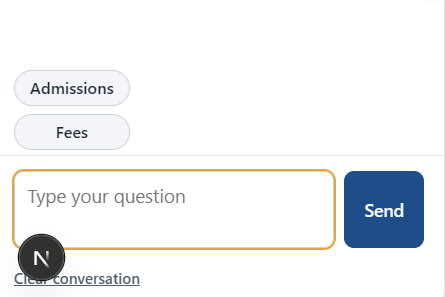 Admissions
Fees
Type your question
Send
N
Clear conversation